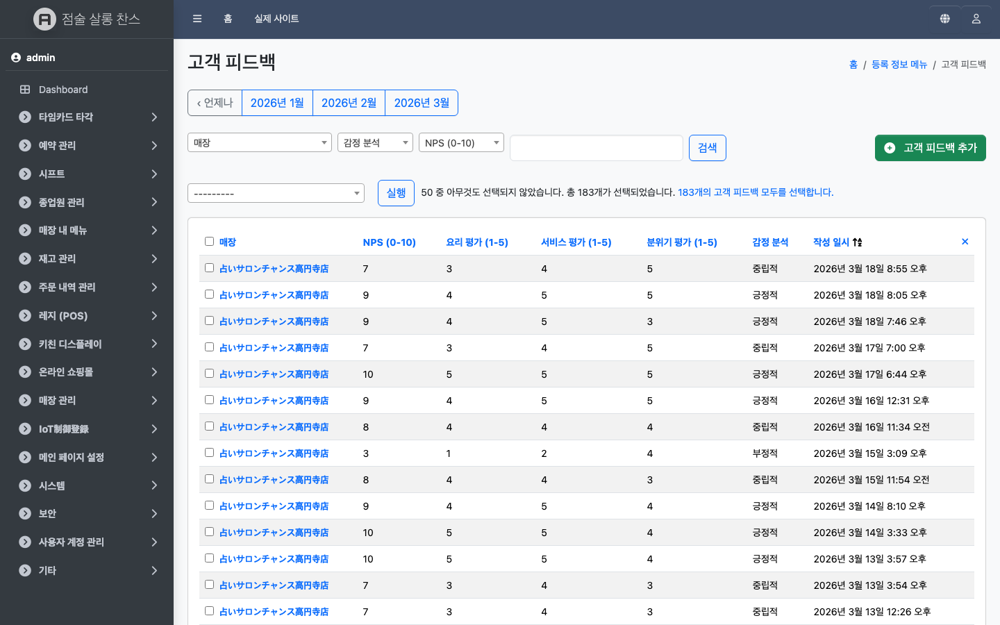 점술 살롱 찬스
홈
실제 사이트
admin
Dashboard
타임카드 타각
예약 관리
시프트
종업원 관리
매장 내 메뉴
재고 관리
주문 내역 관리
레지 (POS)
키친 디스플레이
온라인 쇼핑몰
매장 관리
IoT制御登録
메인 페이지 설정
시스템
보안
사용자 계정 관리
기타
고객 피드백
홈 / 등록 정보 메뉴 / 고객 피드백
‹ 언제나 2026년 1월 2026년 2월 2026년 3월
매장 감정 분석 NPS (0-10) 검색 고객 피드백 추가
--------- 실행 50 중 아무것도 선택되지 않았습니다. 총 183개가 선택되었습니다. 183개의 고객 피드백 모두를 선택합니다.
매장 NPS (0-10) 요리 평가 (1-5) 서비스 평가 (1-5) 분위기 평가 (1-5) 감정 분석 작성 일시
占いサロンチャンス高円寺店 7 3 4 5 중립적 2026년 3월 18일 8:55 오후
占いサロンチャンス高円寺店 9 4 5 5 긍정적 2026년 3월 18일 8:05 오후
占いサロンチャンス高円寺店 9 4 5 3 긍정적 2026년 3월 18일 7:46 오후
占いサロンチャンス高円寺店 7 3 4 5 중립적 2026년 3월 17일 7:00 오후
占いサロンチャンス高円寺店 10 5 5 5 긍정적 2026년 3월 17일 6:44 오후
占いサロンチャンス高円寺店 9 4 5 5 긍정적 2026년 3월 16일 12:31 오후
占いサロンチャンス高円寺店 8 4 4 4 중립적 2026년 3월 16일 11:34 오전
占いサロンチャンス高円寺店 3 1 2 4 부정적 2026년 3월 15일 3:09 오후
占いサロンチャンス高円寺店 8 4 4 3 중립적 2026년 3월 15일 11:54 오전
占いサロンチャンス高円寺店 9 4 5 4 긍정적 2026년 3월 14일 8:10 오후
占いサロンチャンス高円寺店 10 5 5 4 긍정적 2026년 3월 14일 3:33 오후
占いサロンチャンス高円寺店 10 5 5 4 긍정적 2026년 3월 13일 3:57 오후
占いサロンチャンス高円寺店 7 3 4 3 중립적 2026년 3월 13일 3:54 오후
占いサロンチャンス高円寺店 7 3 4 3 중립적 2026년 3월 13일 12:26 오후